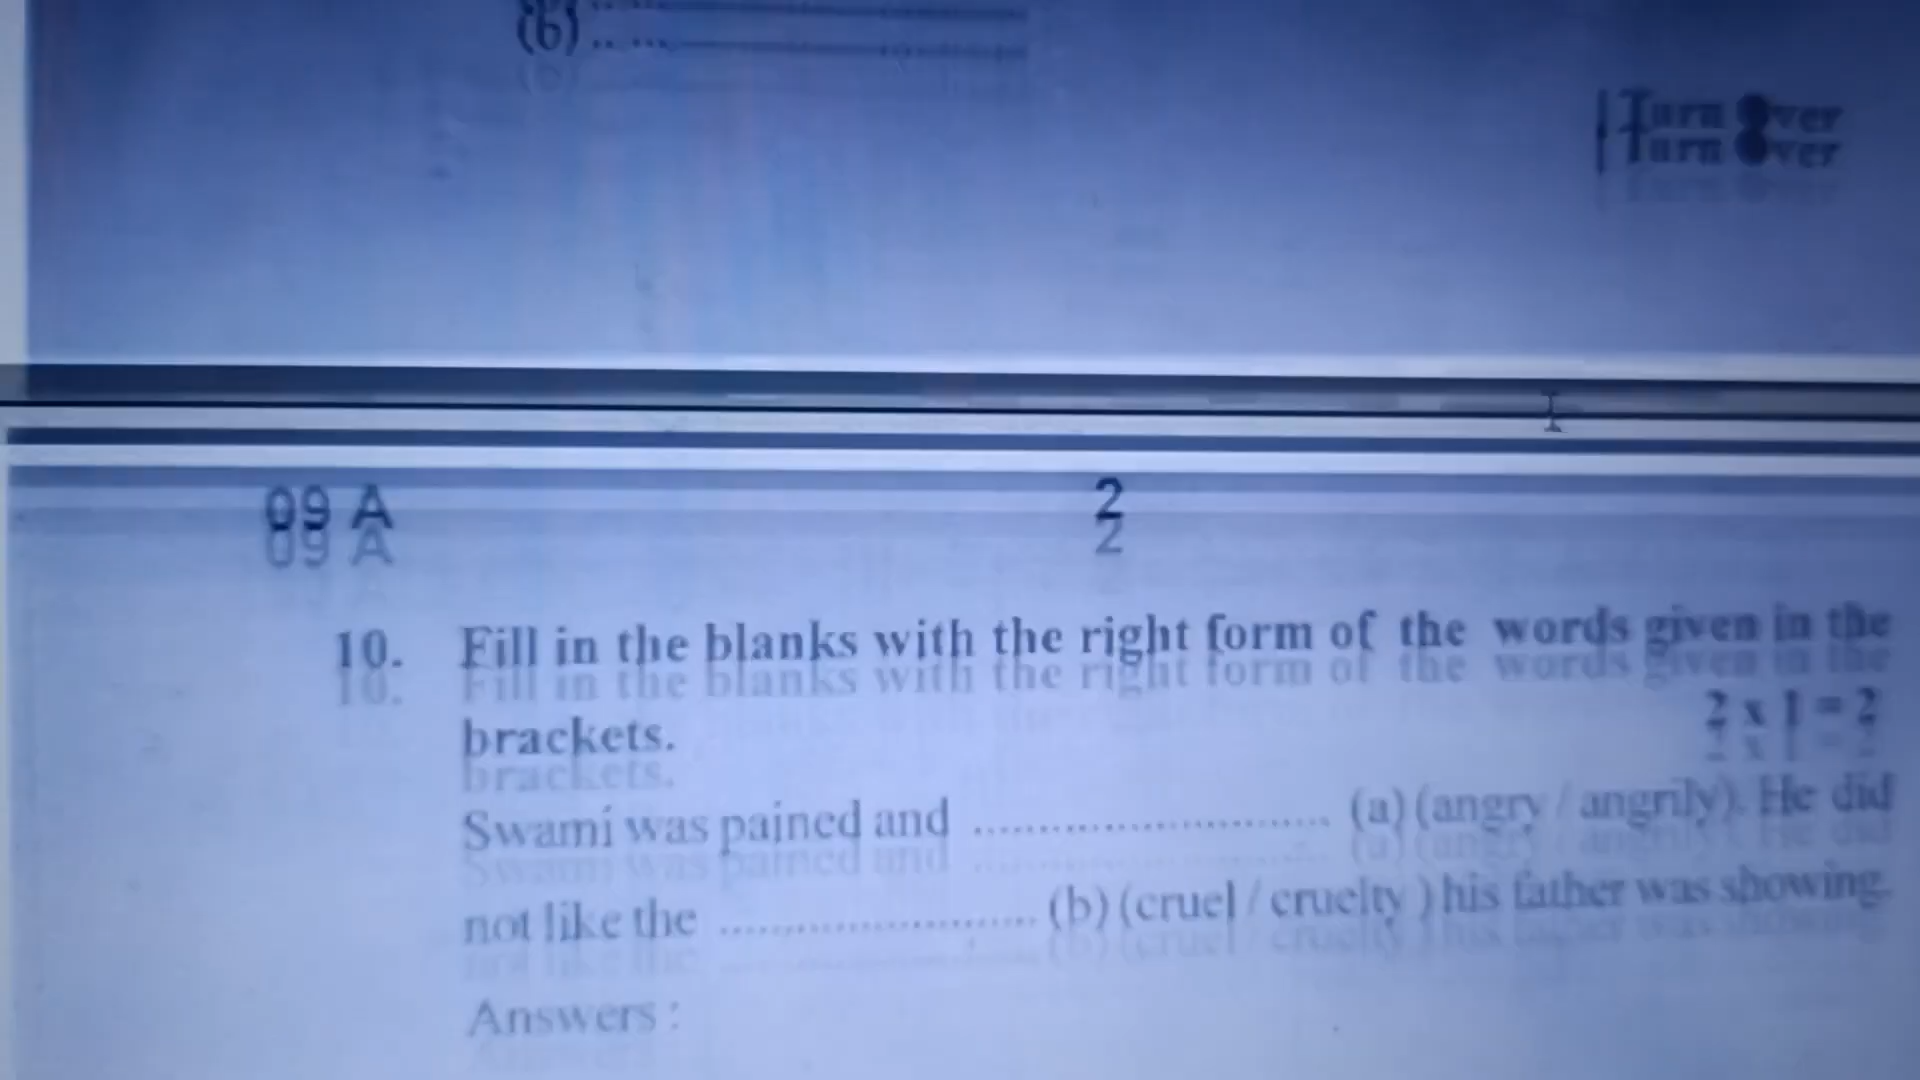 (b) ..............................
Turn Over
09 A
2
10. Fill in the blanks with the right form of the words given in the
brackets.
2 x 1 = 2
Swami was pained and .............................. (a) (angry / angrily). He did
not like the .............................. (b) (cruel / cruelty ) his father was showing.
Answers :